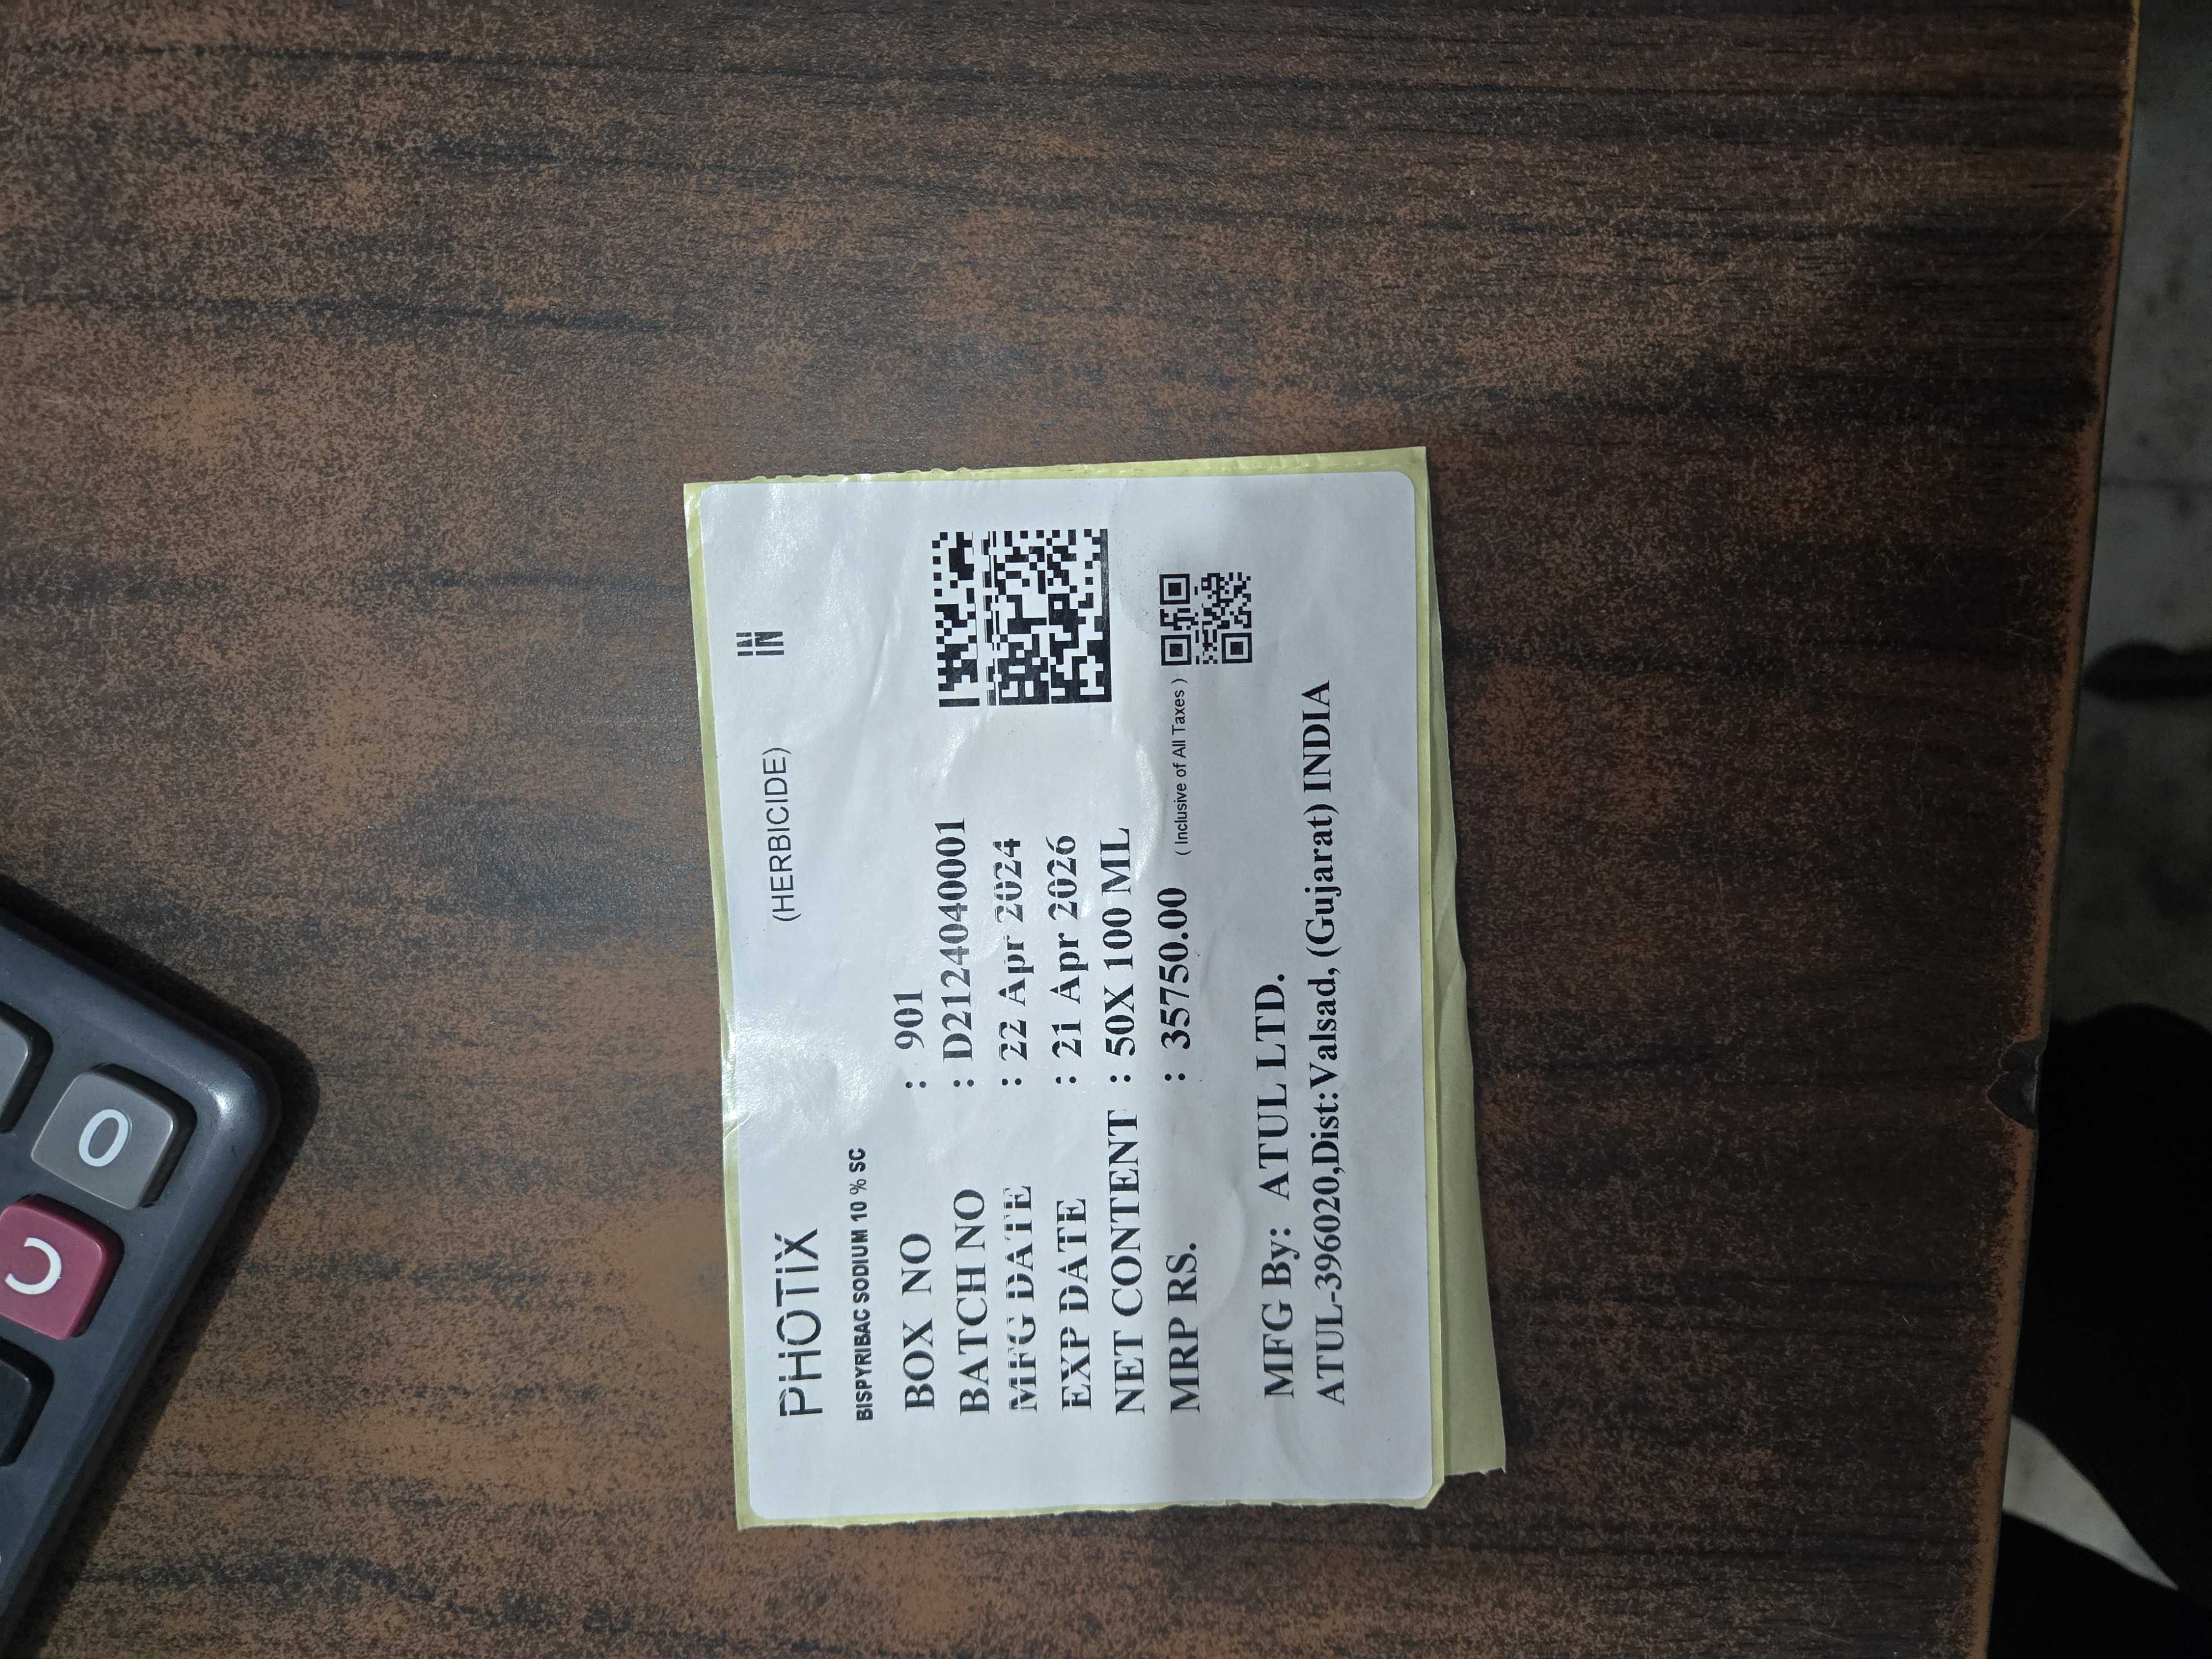 PHOTIX (HERBICIDE) IN
BISPYRIBAC SODIUM 10 % SC
BOX NO : 901
BATCH NO : D2124040001
MFG DATE : 22 Apr 2024
EXP DATE : 21 Apr 2026
NET CONTENT : 50X 100 ML
MRP RS. : 35750.00 ( Inclusive of All Taxes )
MFG By: ATUL LTD.
ATUL-396020,Dist:Valsad, (Gujarat) INDIA
0
C